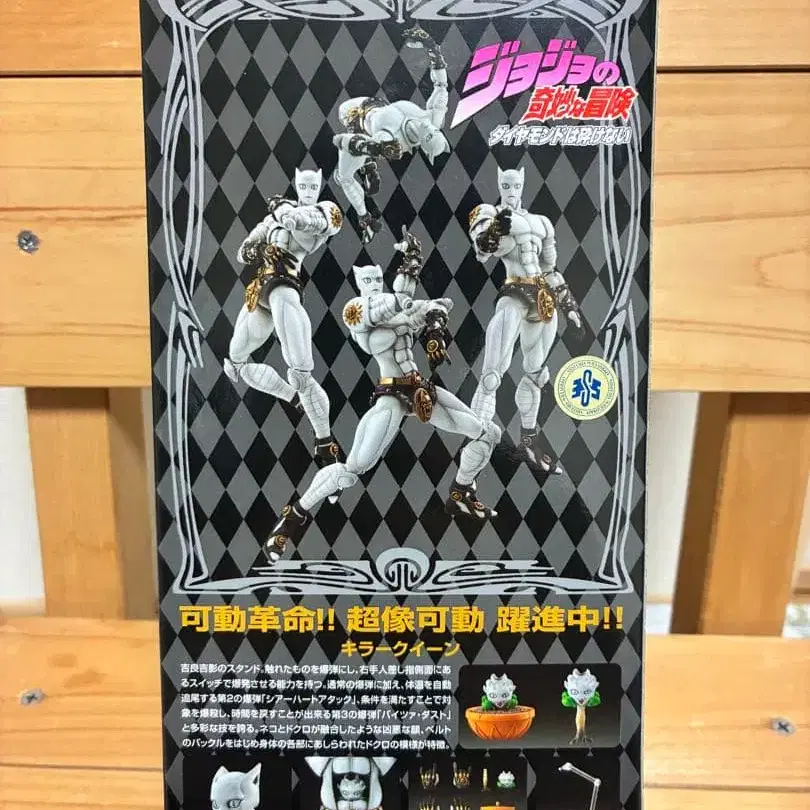 ジョジョの
奇妙な冒険
ダイヤモンドは砕けない
可動革命!! 超像可動 躍進中!!
キラークイーン
吉良吉影のスタンド。触れたものを爆弾にし、右手人差し指側面にあ
るスイッチで爆発させる能力を持つ。通常の爆弾に加え、体温を自動
追尾する第2の爆弾「シアーハートアタック」、条件を満たすことで対
象を爆殺し、時間を戻すことが出来る第3の爆弾「バイツァ・ダスト」
と多彩な技を誇る。ネコとドクロが融合したような凶悪な顔、ベルト
のバックルをはじめ身体の各部にあしらわれたドクロの模様が特徴。